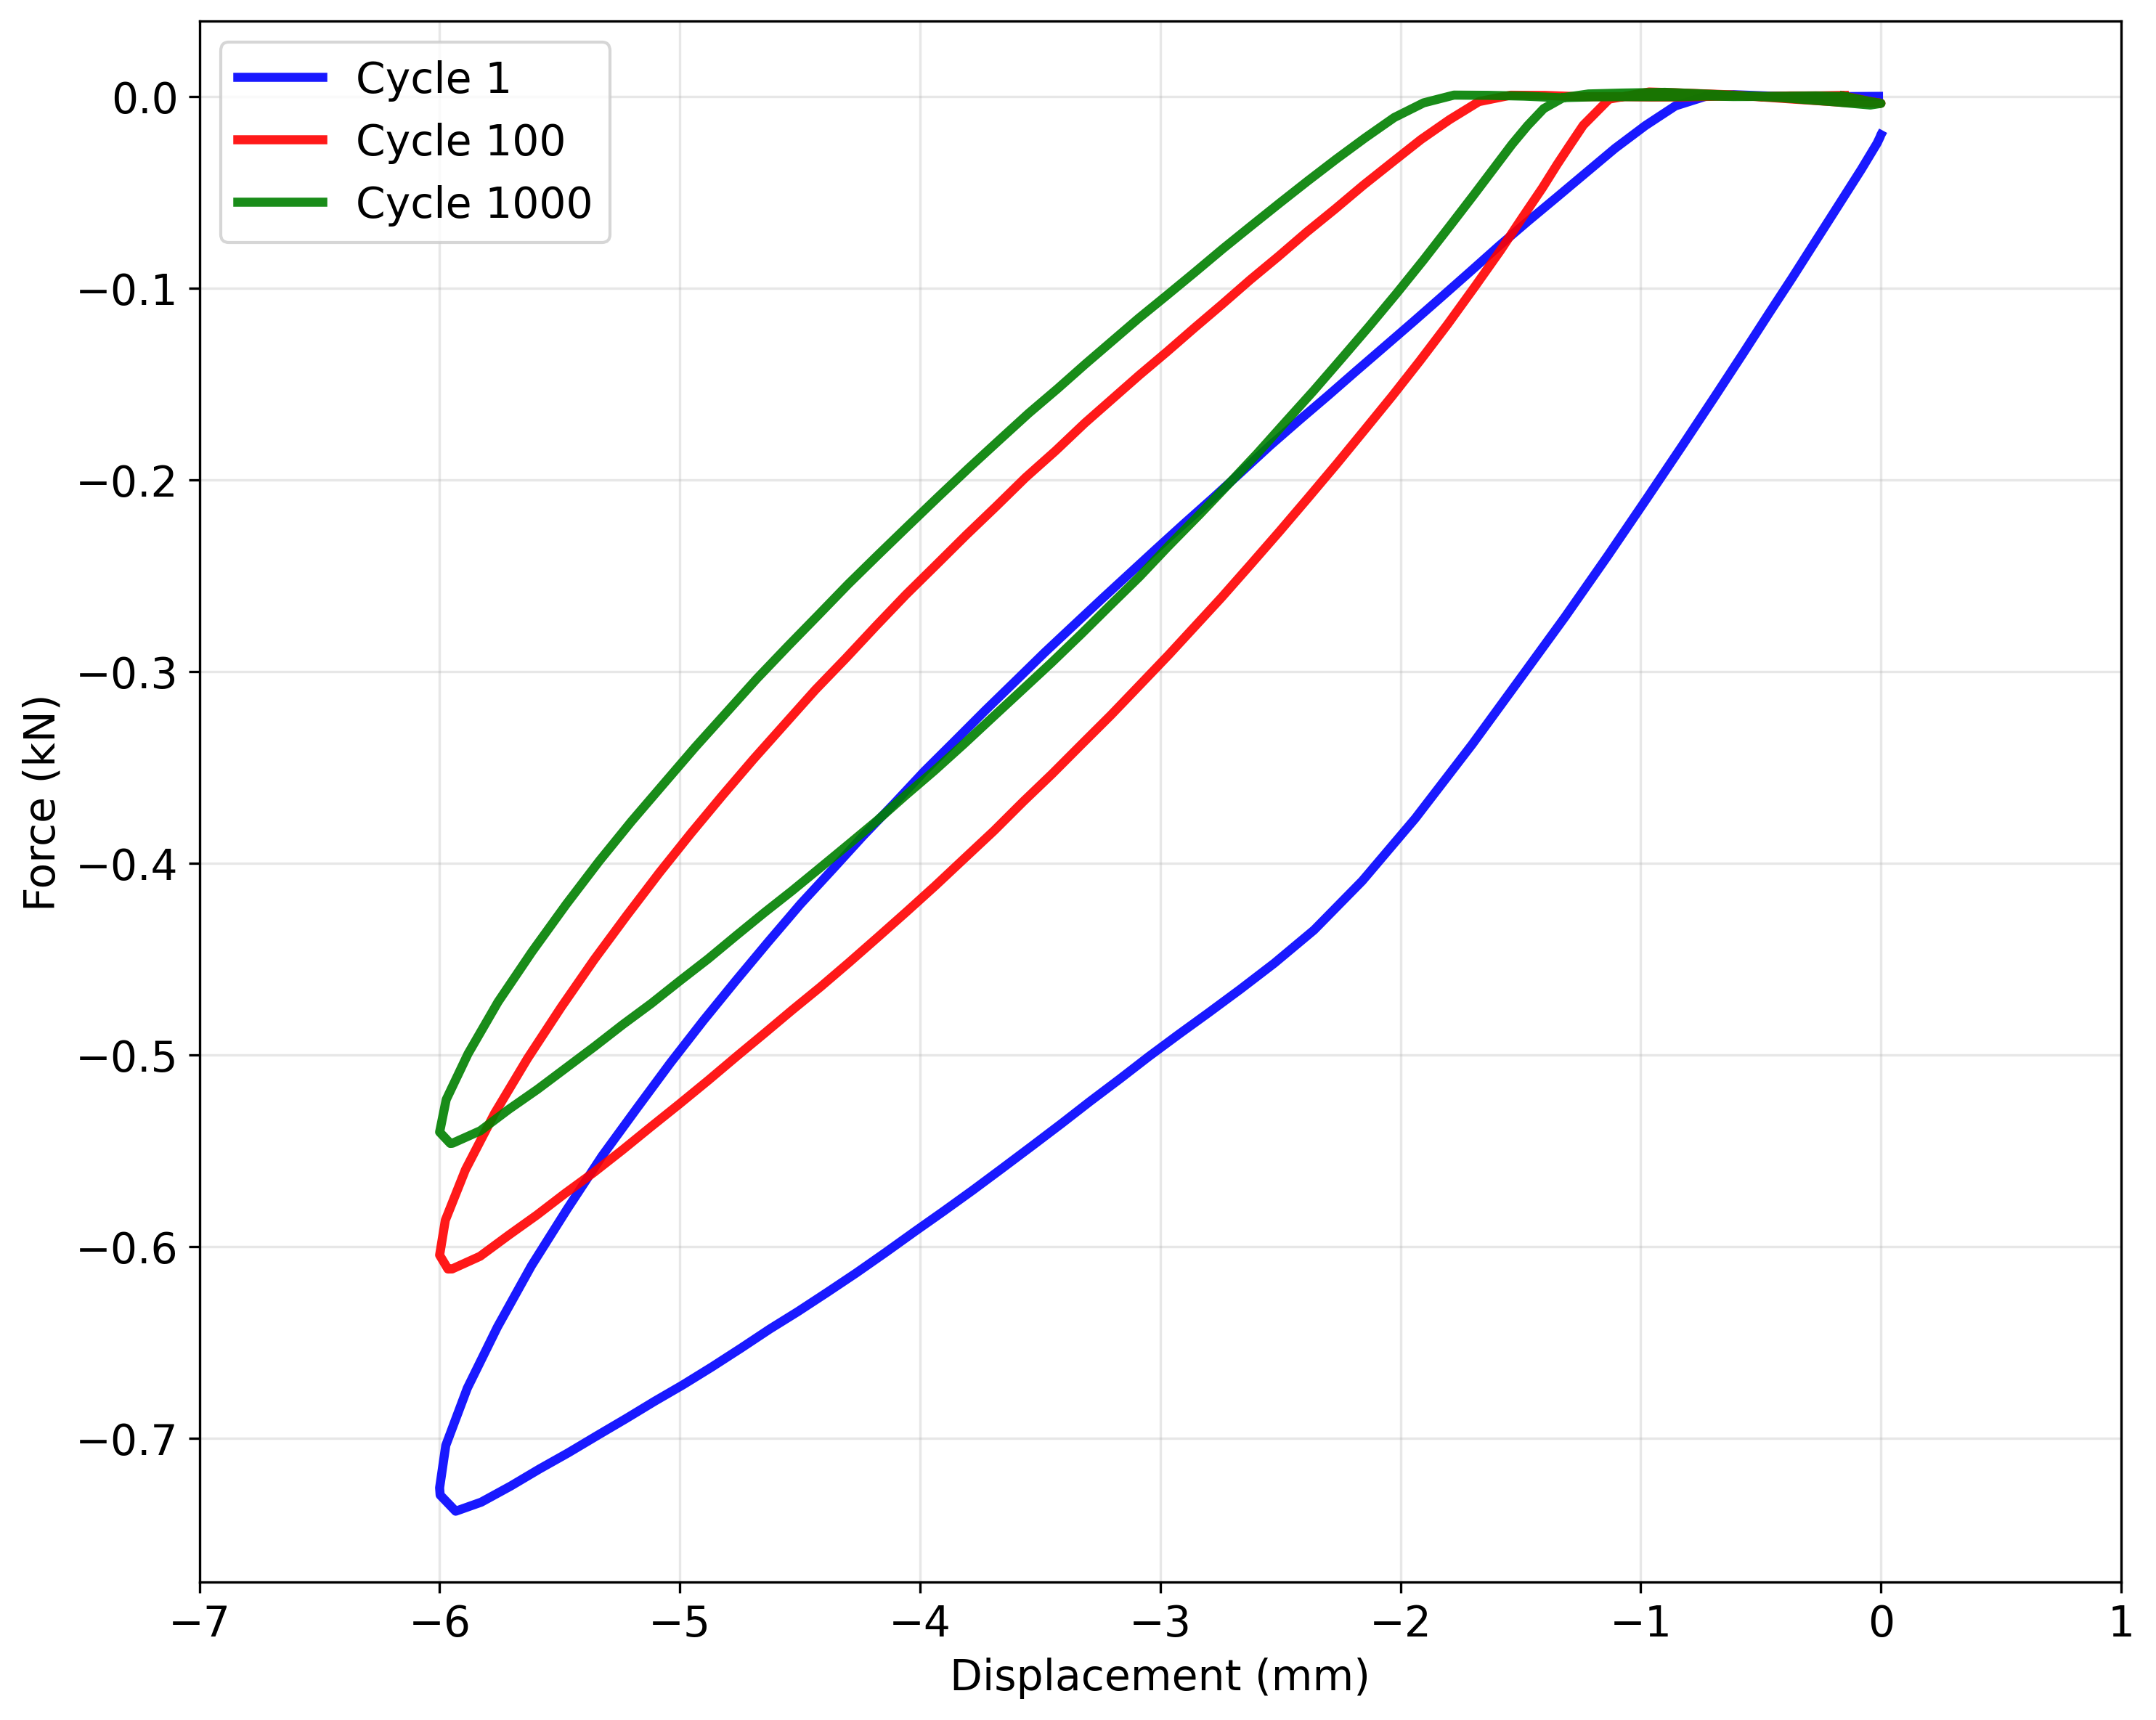 Cycle 1
Cycle 100
Cycle 1000
0.0
−0.1
−0.2
−0.3
−0.4
−0.5
−0.6
−0.7
Force (kN)
−7 −6 −5 −4 −3 −2 −1 0 1
Displacement (mm)